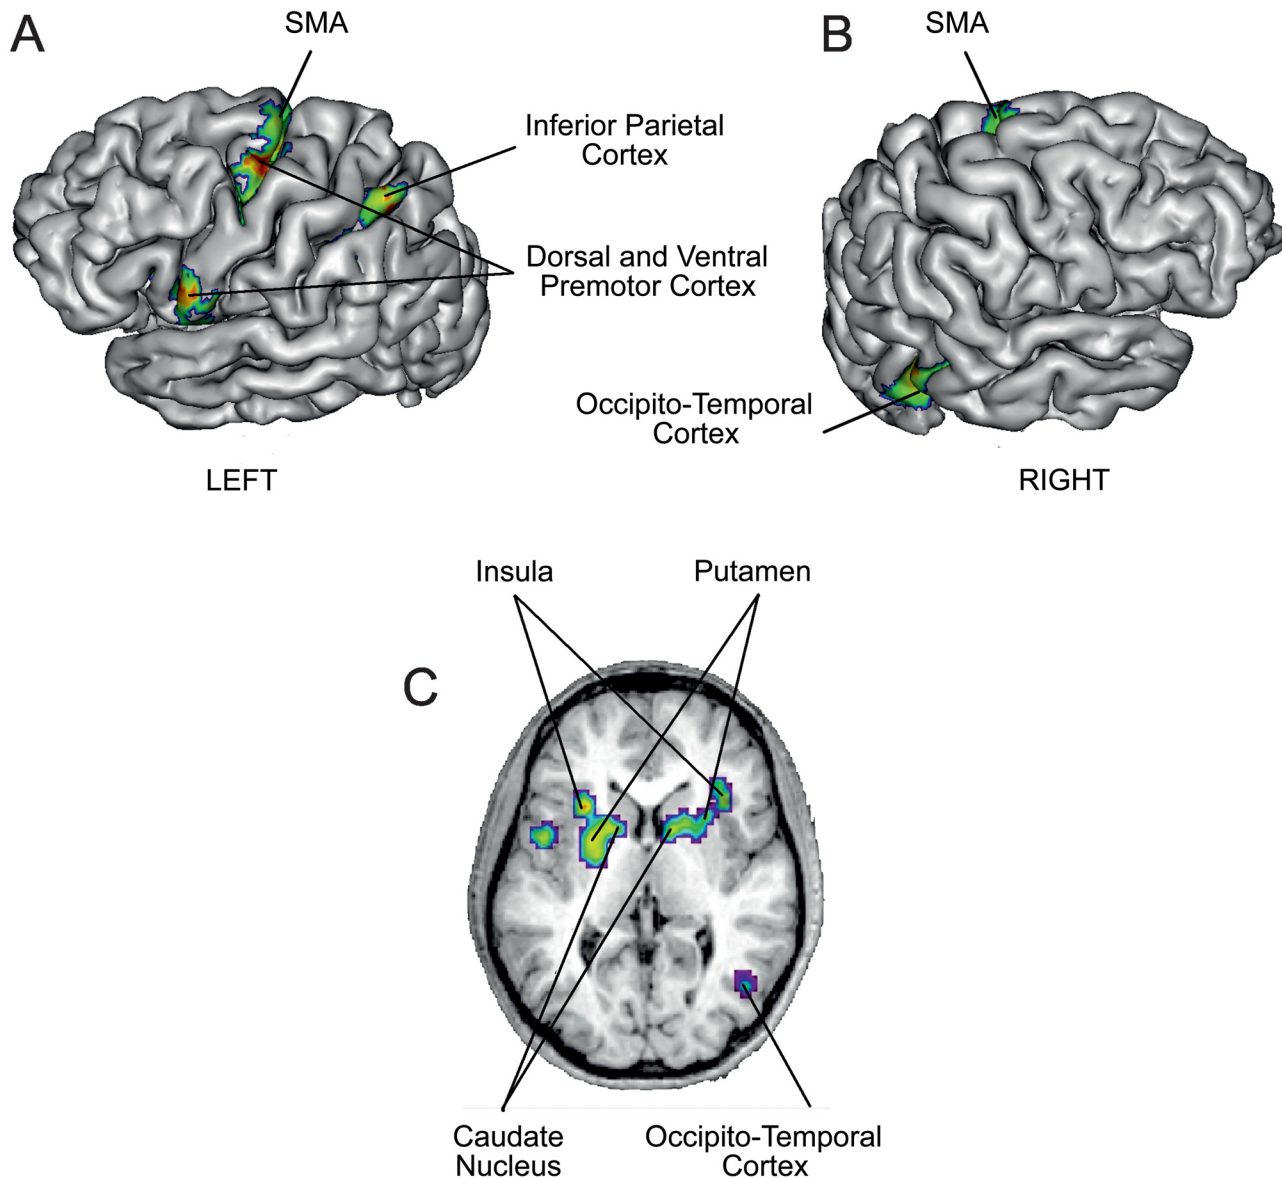 A
SMA
Inferior Parietal
Cortex
Dorsal and Ventral
Premotor Cortex
LEFT
B
SMA
Occipito-Temporal
Cortex
RIGHT
C
Insula
Putamen
Caudate
Nucleus
Occipito-Temporal
Cortex